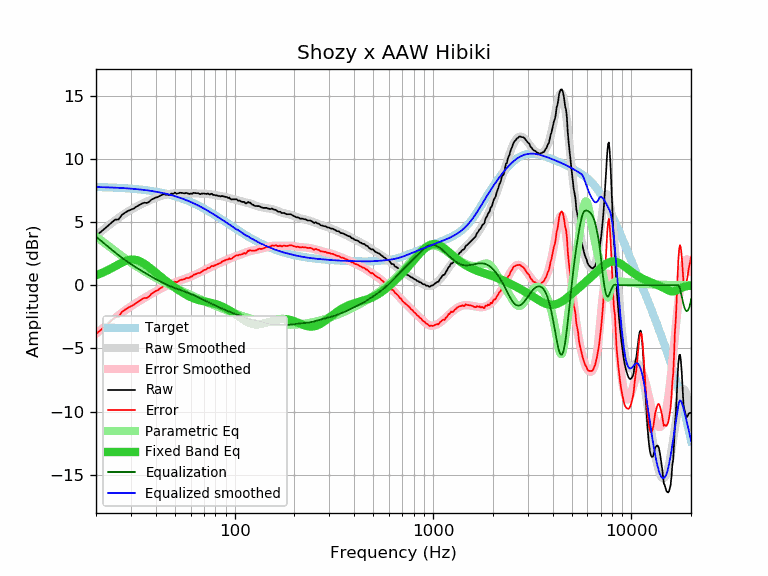 Shozy x AAW Hibiki
Amplitude (dBr)
15
10
5
0
−5
−10
−15
Target
Raw Smoothed
Error Smoothed
Raw
Error
Parametric Eq
Fixed Band Eq
Equalization
Equalized smoothed
100
1000
10000
Frequency (Hz)